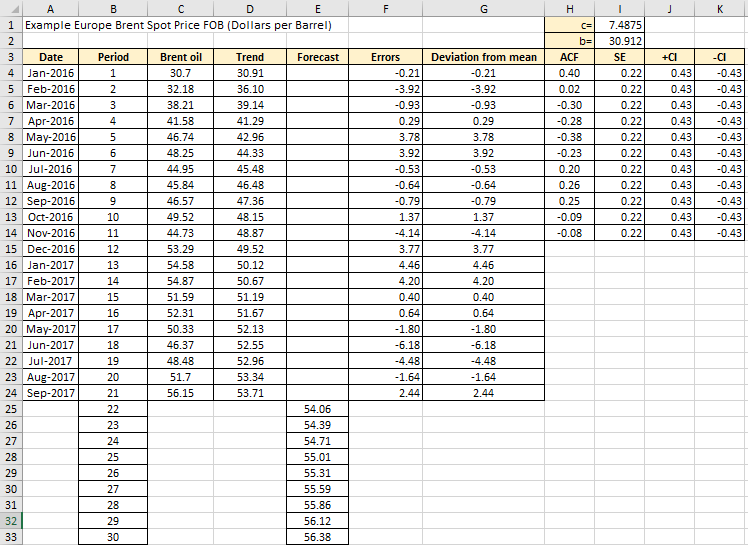 A B C D E F G H I J K
1 Example Europe Brent Spot Price FOB (Dollars per Barrel) c= 7.4875
2 b= 30.912
3 Date Period Brent oil Trend Forecast Errors Deviation from mean ACF SE +CI -CI
4 Jan-2016 1 30.7 30.91 -0.21 -0.21 0.40 0.22 0.43 -0.43
5 Feb-2016 2 32.18 36.10 -3.92 -3.92 0.02 0.22 0.43 -0.43
6 Mar-2016 3 38.21 39.14 -0.93 -0.93 -0.30 0.22 0.43 -0.43
7 Apr-2016 4 41.58 41.29 0.29 0.29 -0.28 0.22 0.43 -0.43
8 May-2016 5 46.74 42.96 3.78 3.78 -0.38 0.22 0.43 -0.43
9 Jun-2016 6 48.25 44.33 3.92 3.92 -0.23 0.22 0.43 -0.43
10 Jul-2016 7 44.95 45.48 -0.53 -0.53 0.20 0.22 0.43 -0.43
11 Aug-2016 8 45.84 46.48 -0.64 -0.64 0.26 0.22 0.43 -0.43
12 Sep-2016 9 46.57 47.36 -0.79 -0.79 0.25 0.22 0.43 -0.43
13 Oct-2016 10 49.52 48.15 1.37 1.37 -0.09 0.22 0.43 -0.43
14 Nov-2016 11 44.73 48.87 -4.14 -4.14 -0.08 0.22 0.43 -0.43
15 Dec-2016 12 53.29 49.52 3.77 3.77
16 Jan-2017 13 54.58 50.12 4.46 4.46
17 Feb-2017 14 54.87 50.67 4.20 4.20
18 Mar-2017 15 51.59 51.19 0.40 0.40
19 Apr-2017 16 52.31 51.67 0.64 0.64
20 May-2017 17 50.33 52.13 -1.80 -1.80
21 Jun-2017 18 46.37 52.55 -6.18 -6.18
22 Jul-2017 19 48.48 52.96 -4.48 -4.48
23 Aug-2017 20 51.7 53.34 -1.64 -1.64
24 Sep-2017 21 56.15 53.71 2.44 2.44
25 22 54.06
26 23 54.39
27 24 54.71
28 25 55.01
29 26 55.31
30 27 55.59
31 28 55.86
32 29 56.12
33 30 56.38